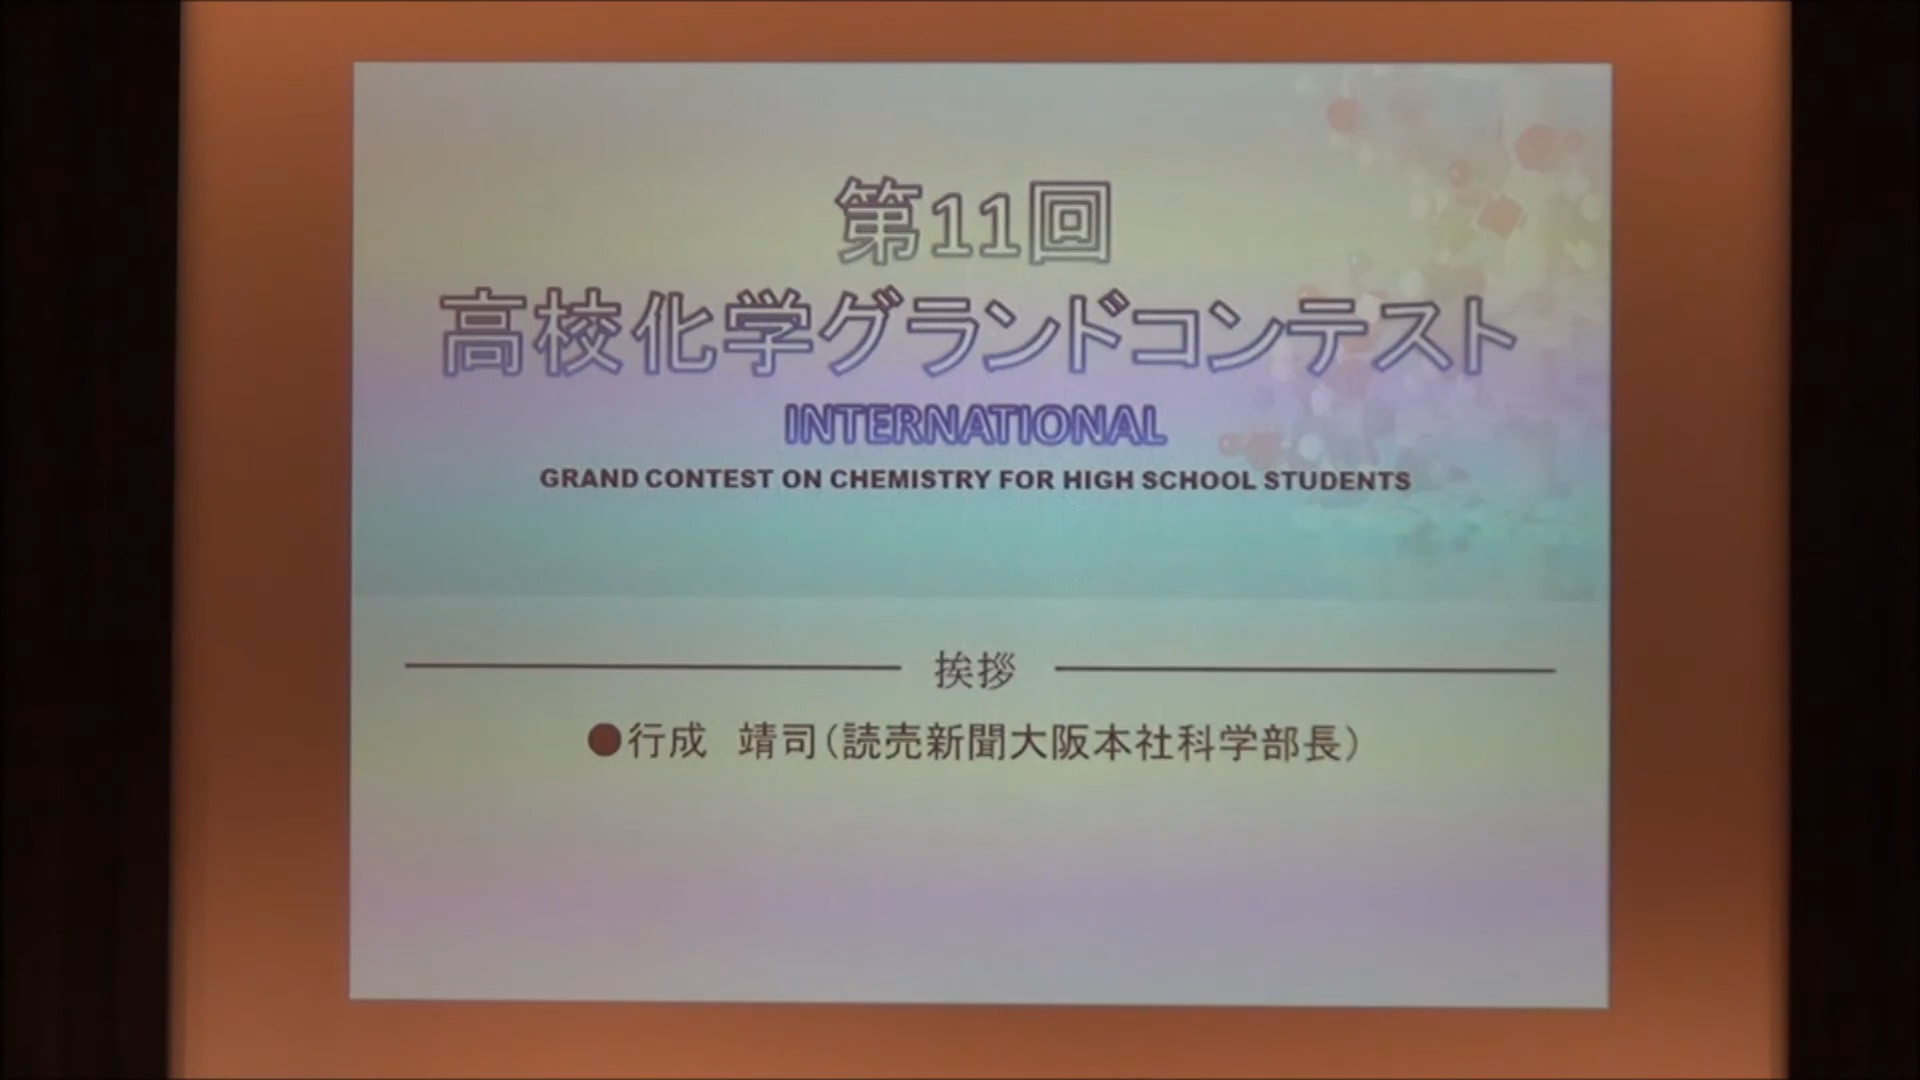 第11回
高校化学グランドコンテスト
INTERNATIONAL
GRAND CONTEST ON CHEMISTRY FOR HIGH SCHOOL STUDENTS
挨拶
●行成　靖司(読売新聞大阪本社科学部長)